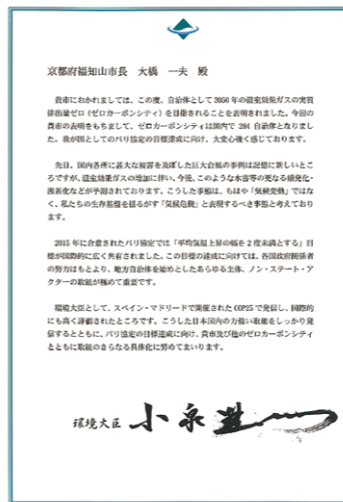 京都府福知山市長　大橋　一夫　殿
貴市におかれましては、この度、自治体として2050年の温室効果ガスの実質
排出量ゼロ(ゼロカーボンシティ)を目指されることを表明されました。今回の
貴市の表明をもちまして、ゼロカーボンシティは国内で284自治体となりまし
た。我が国としてのパリ協定の目標達成に向け、大変心強く感じております。
先日、国内各所に甚大な被害を及ぼした巨大台風の事例は記憶に新しいとこ
ろですが、温室効果ガスの増加に伴い、今後、このような水害等の更なる頻発化・
激甚化などが予測されております。こうした事態は、もはや「気候変動」ではな
く、私たちの生存基盤を揺るがす「気候危機」と表現するべき事態と考えており
ます。
2015年に合意されたパリ協定では「平均気温上昇の幅を2度未満とする」目
標が国際的に広く共有されました。この目標の達成に向けては、各国政府関係者
の努力はもとより、地方自治体を始めとしたあらゆる主体、ノン・ステート・ア
クターの取組が極めて重要です。
環境大臣として、スペイン・マドリードで開催されたCOP25で発信し、国際的
にも高く評価されたところです。こうした日本国内の力強い取組をしっかり発
信するとともに、パリ協定の目標達成に向け、貴市及び他のゼロカーボンシティ
とともに取組のさらなる具体化に努めてまいります。
環境大臣 小泉進